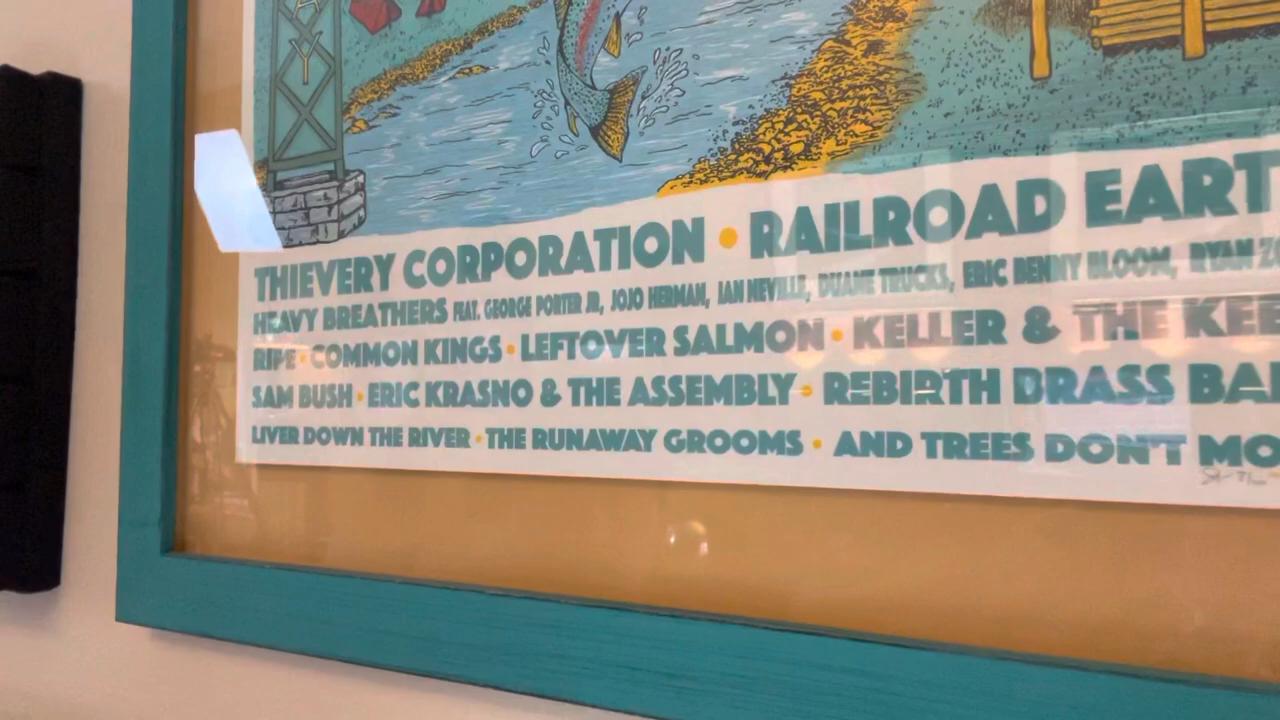 A
Y
THIEVERY CORPORATION • RAILROAD EART
HEAVY BREATHERS FEAT. GEORGE PORTER JR, JOJO HERMAN, IAN NEVILLE, DUANE TRUCKS, ERIC BENNY BLOOM, RYAN Z
RIPE • COMMON KINGS • LEFTOVER SALMON • KELLER & THE KEE
SAM BUSH • ERIC KRASNO & THE ASSEMBLY • REBIRTH BRASS BA
LIVER DOWN THE RIVER • THE RUNAWAY GROOMS • AND TREES DON'T MO